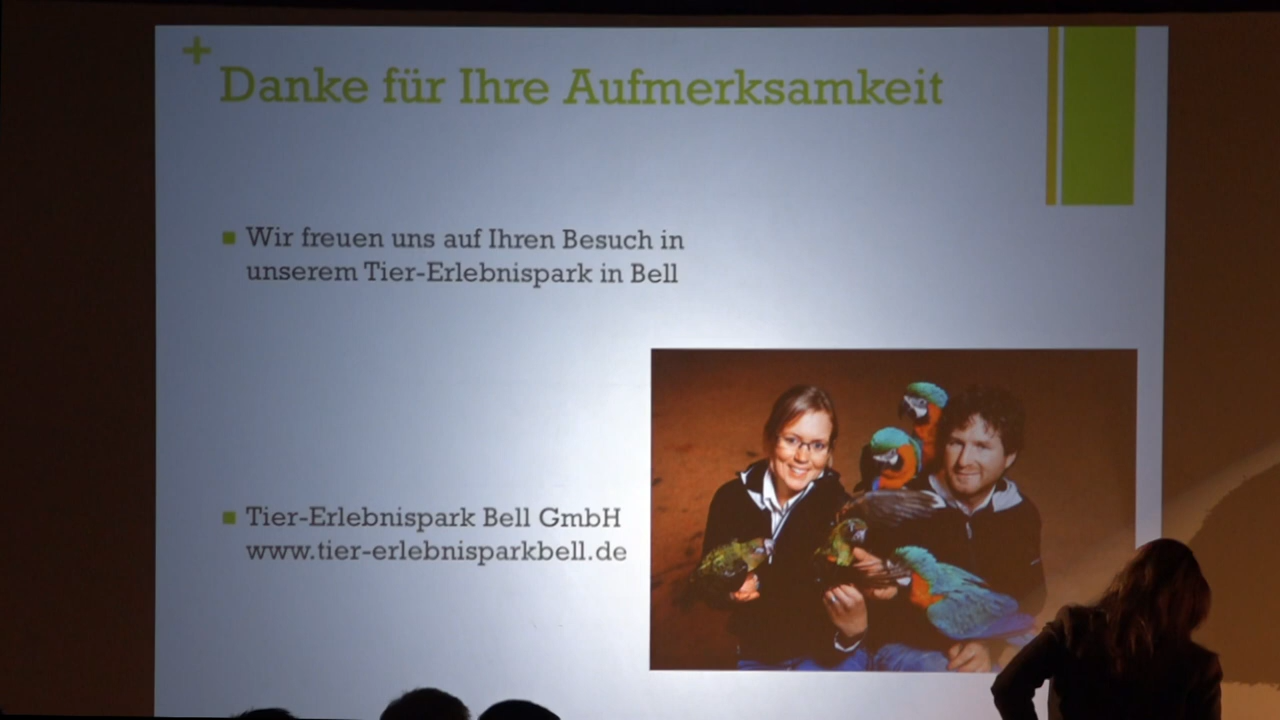 Danke für Ihre Aufmerksamkeit
Wir freuen uns auf Ihren Besuch in
unserem Tier-Erlebnispark in Bell
Tier-Erlebnispark Bell GmbH
www.tier-erlebnisparkbell.de